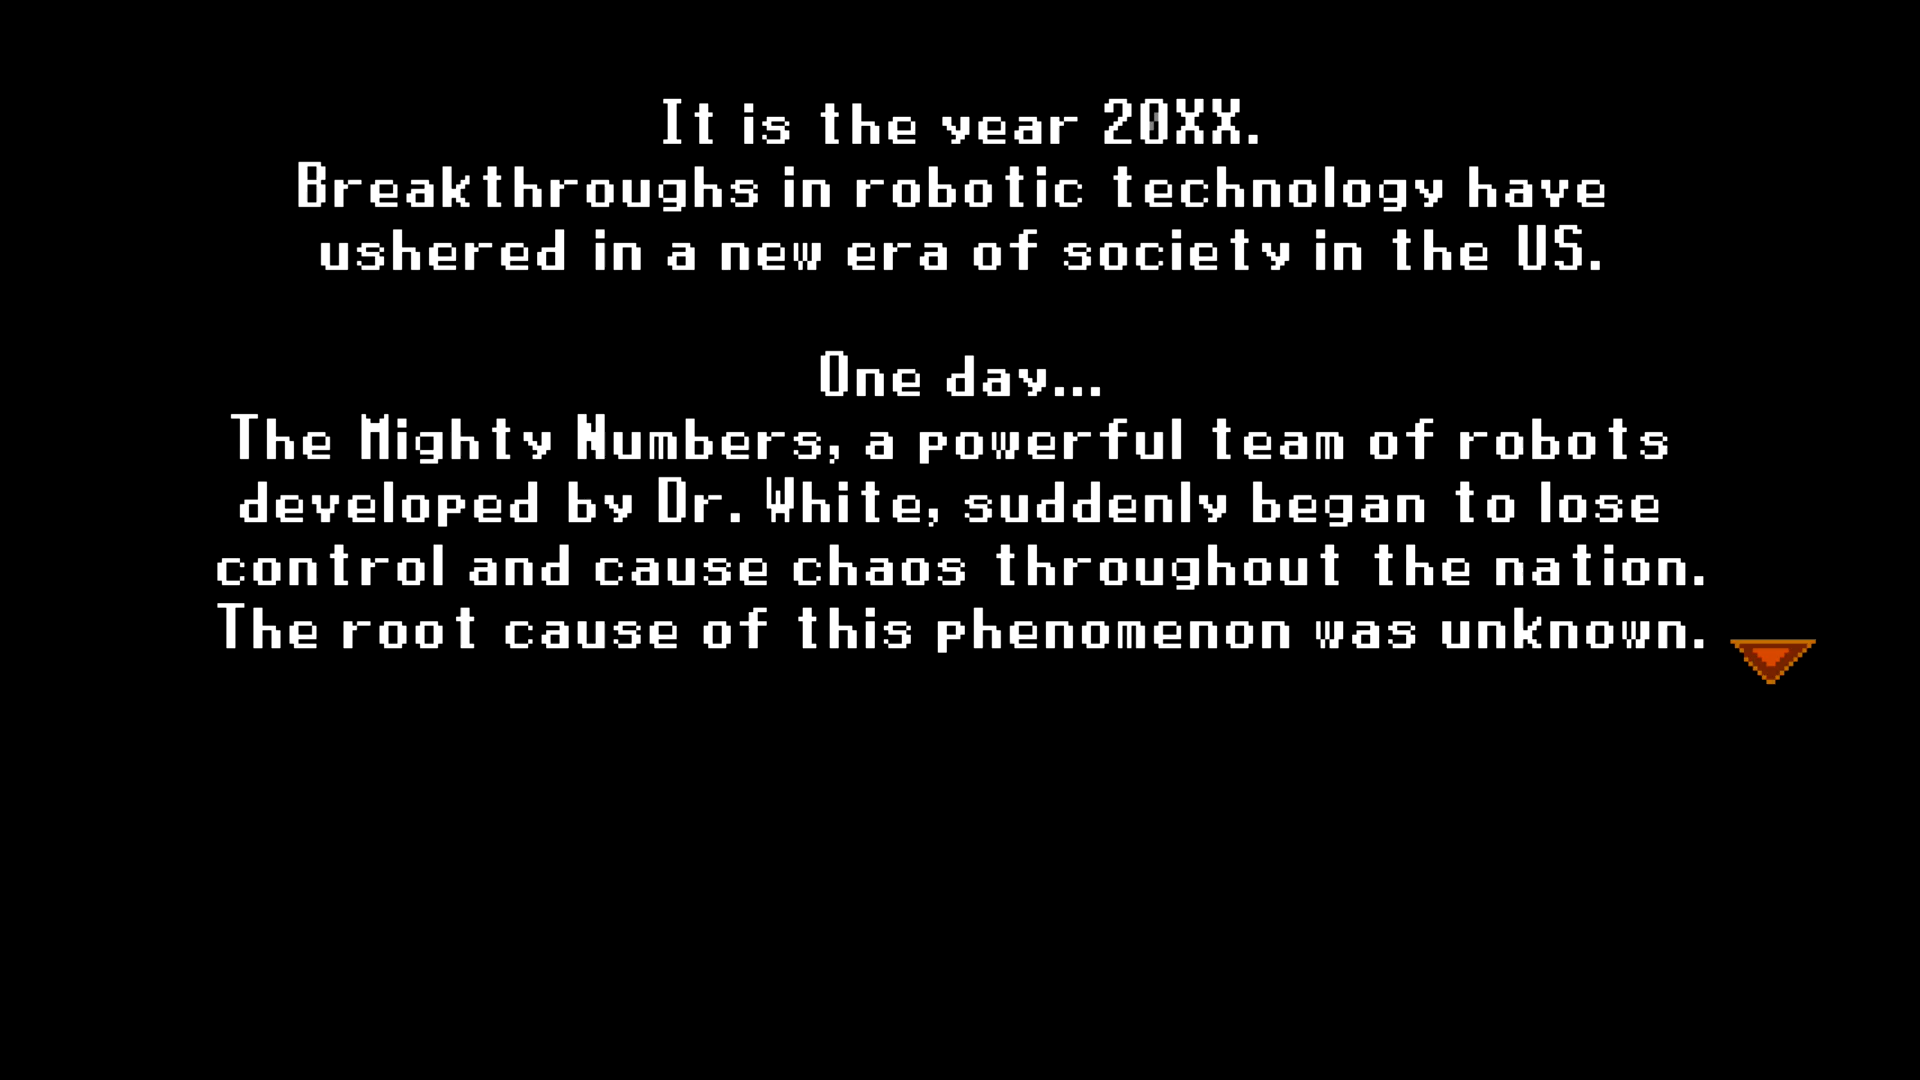 It is the year 20XX.
Breakthroughs in robotic technology have
ushered in a new era of society in the US.
One day...
The Mighty Numbers, a powerful team of robots
developed by Dr. White, suddenly began to lose
control and cause chaos throughout the nation.
The root cause of this phenomenon was unknown.